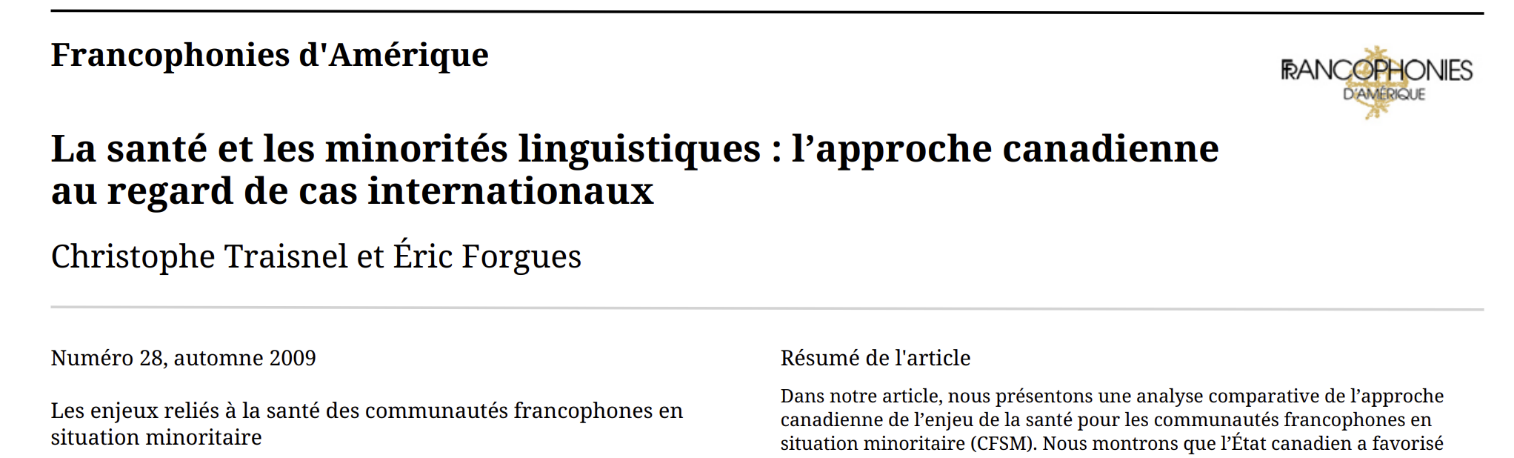 Francophonies d'Amérique
FRANCOPHONIES
D'AMÉRIQUE
La santé et les minorités linguistiques : l’approche canadienne
au regard de cas internationaux
Christophe Traisnel et Éric Forgues
Numéro 28, automne 2009
Les enjeux reliés à la santé des communautés francophones en
situation minoritaire
Résumé de l'article
Dans notre article, nous présentons une analyse comparative de l’approche
canadienne de l’enjeu de la santé pour les communautés francophones en
situation minoritaire (CFSM). Nous montrons que l’État canadien a favorisé